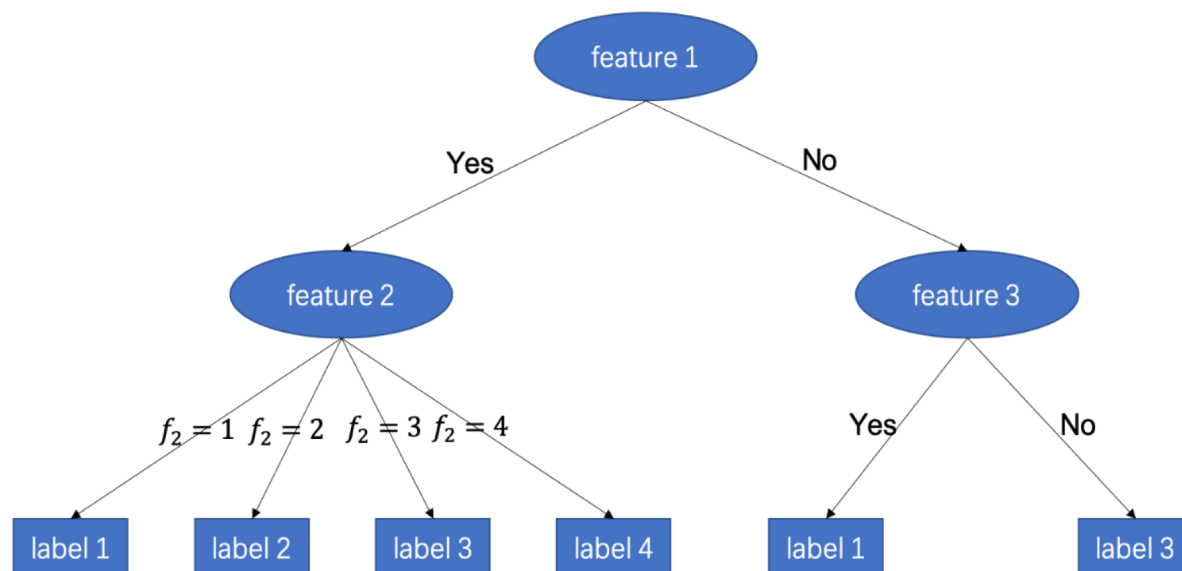 feature 1
Yes
No
feature 2
feature 3
f₂ = 1 f₂ = 2 f₂ = 3 f₂ = 4
Yes
No
label 1
label 2
label 3
label 4
label 1
label 3